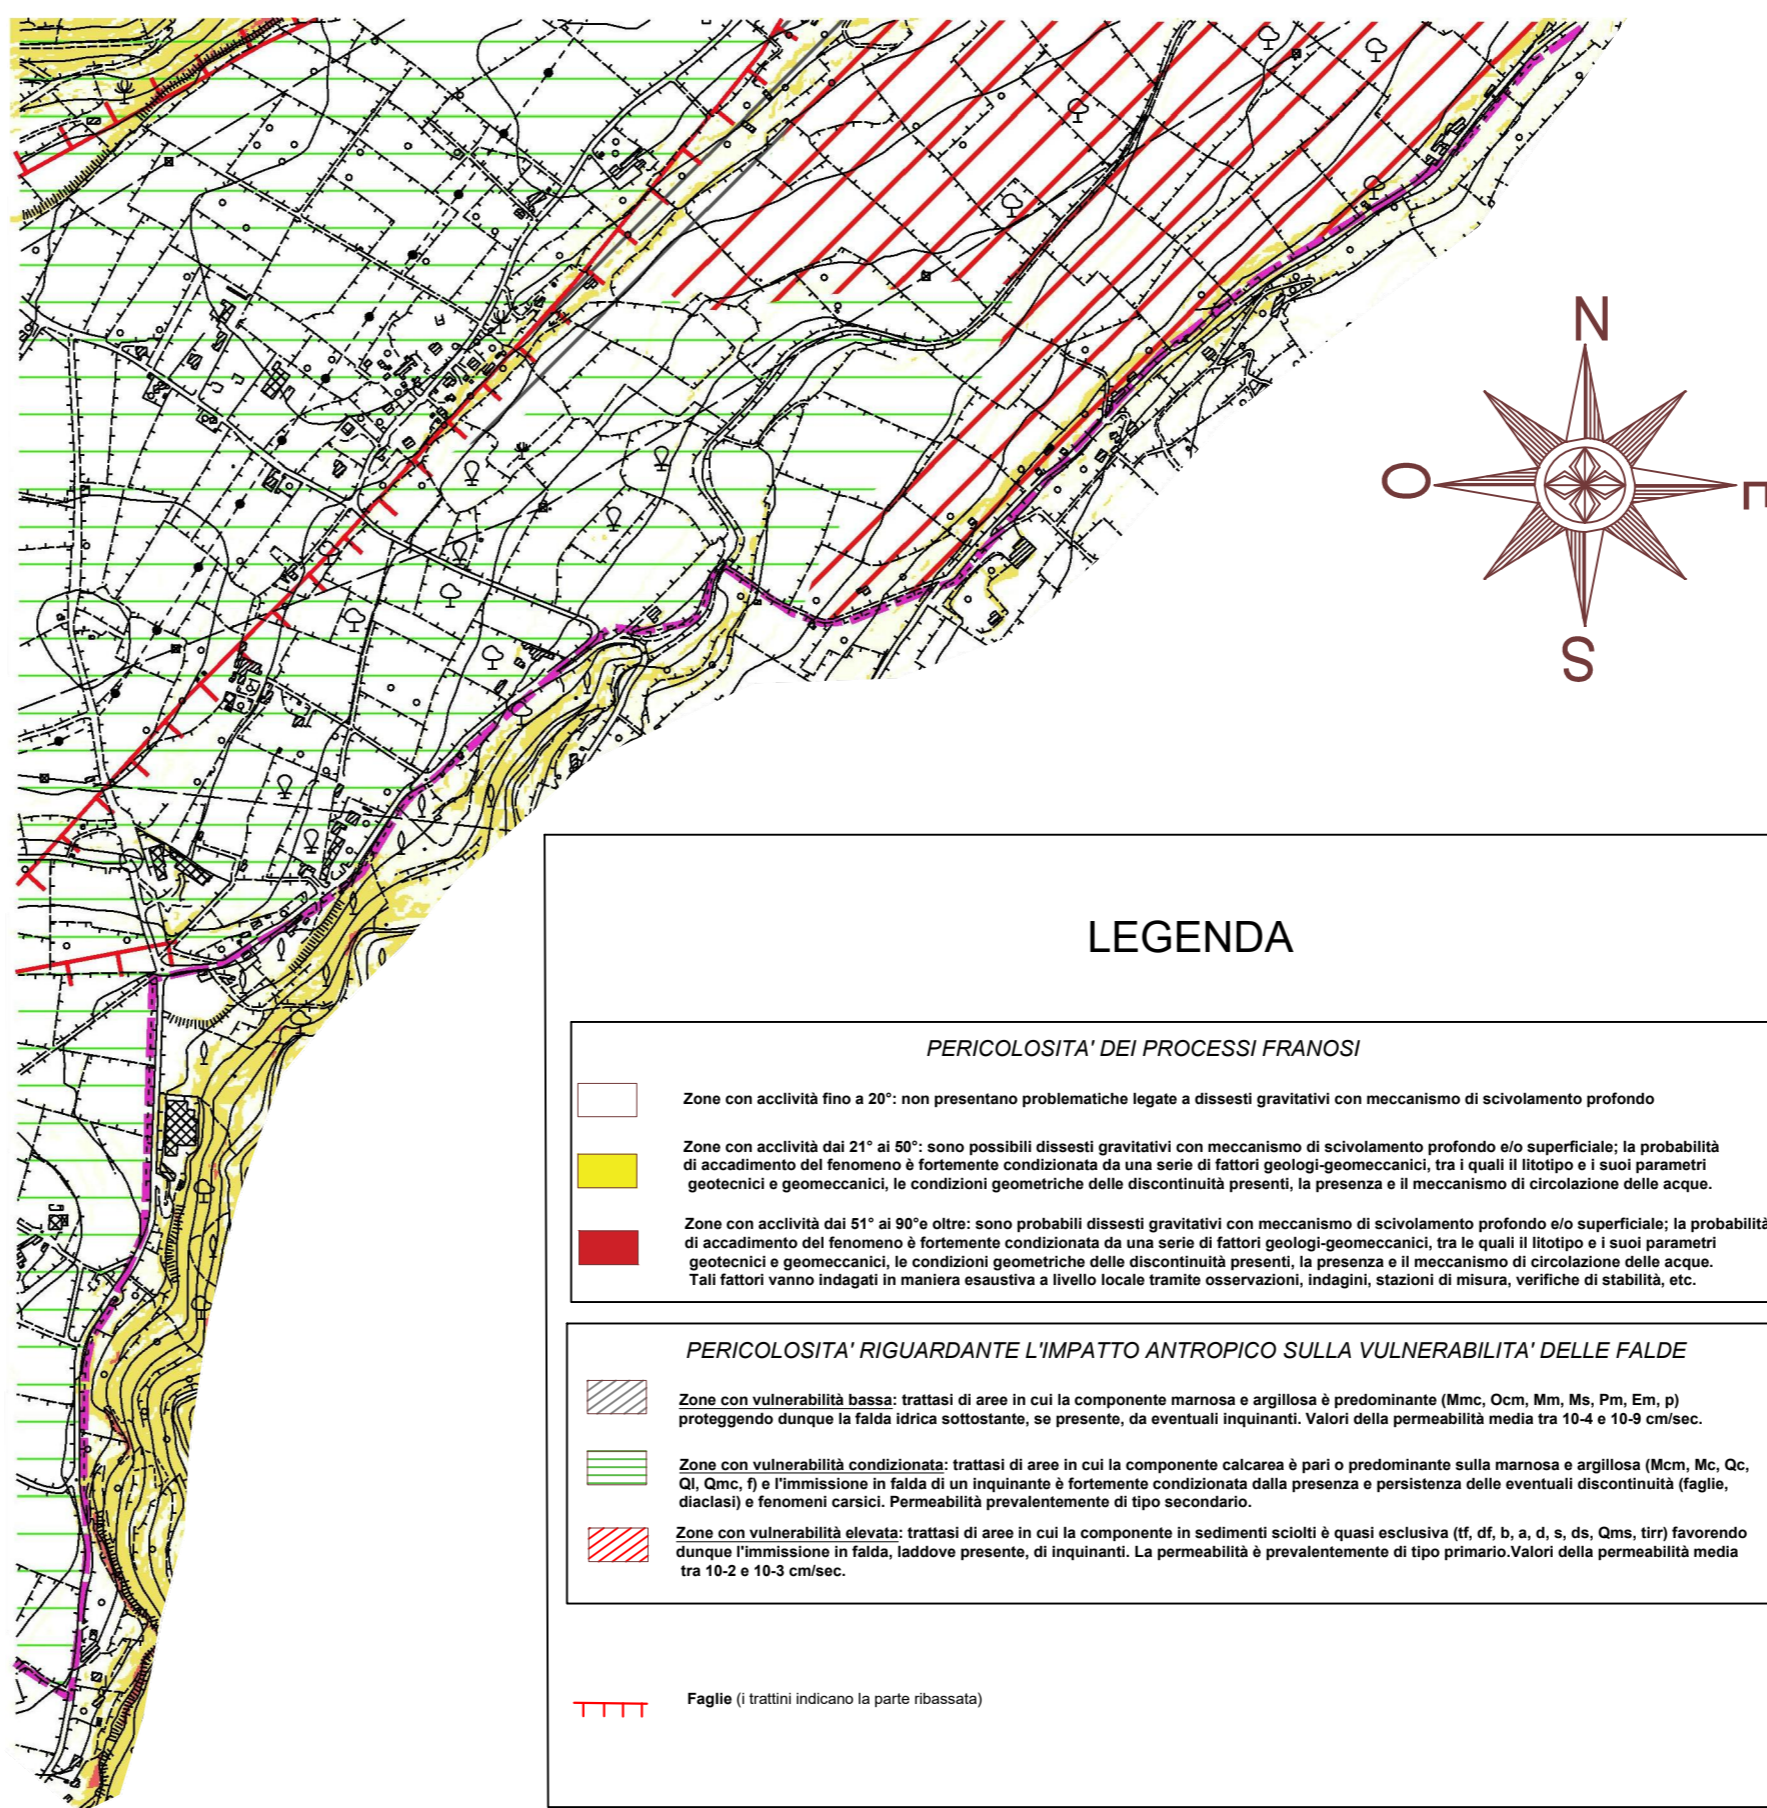 N
O
E
S
LEGENDA
PERICOLOSITA' DEI PROCESSI FRANOSI
Zone con acclività fino a 20°: non presentano problematiche legate a dissesti gravitativi con meccanismo di scivolamento profondo
Zone con acclività dai 21° ai 50°: sono possibili dissesti gravitativi con meccanismo di scivolamento profondo e/o superficiale; la probabilità
di accadimento del fenomeno è fortemente condizionata da una serie di fattori geologi-geomeccanici, tra i quali il litotipo e i suoi parametri
geotecnici e geomeccanici, le condizioni geometriche delle discontinuità presenti, la presenza e il meccanismo di circolazione delle acque.
Zone con acclività dai 51° ai 90°e oltre: sono probabili dissesti gravitativi con meccanismo di scivolamento profondo e/o superficiale; la probabilità
di accadimento del fenomeno è fortemente condizionata da una serie di fattori geologi-geomeccanici, tra le quali il litotipo e i suoi parametri
geotecnici e geomeccanici, le condizioni geometriche delle discontinuità presenti, la presenza e il meccanismo di circolazione delle acque.
Tali fattori vanno indagati in maniera esaustiva a livello locale tramite osservazioni, indagini, stazioni di misura, verifiche di stabilità, etc.
PERICOLOSITA' RIGUARDANTE L'IMPATTO ANTROPICO SULLA VULNERABILITA' DELLE FALDE
Zone con vulnerabilità bassa: trattasi di aree in cui la componente marnosa e argillosa è predominante (Mmc, Ocm, Mm, Ms, Pm, Em, p)
proteggendo dunque la falda idrica sottostante, se presente, da eventuali inquinanti. Valori della permeabilità media tra 10-4 e 10-9 cm/sec.
Zone con vulnerabilità condizionata: trattasi di aree in cui la componente calcarea è pari o predominante sulla marnosa e argillosa (Mcm, Mc, Qc,
Ql, Qmc, f) e l'immissione in falda di un inquinante è fortemente condizionata dalla presenza e persistenza delle eventuali discontinuità (faglie,
diaclasi) e fenomeni carsici. Permeabilità prevalentemente di tipo secondario.
Zone con vulnerabilità elevata: trattasi di aree in cui la componente in sedimenti sciolti è quasi esclusiva (tf, df, b, a, d, s, ds, Qms, tirr) favorendo
dunque l'immissione in falda, laddove presente, di inquinanti. La permeabilità è prevalentemente di tipo primario.Valori della permeabilità media
tra 10-2 e 10-3 cm/sec.
Faglie (i trattini indicano la parte ribassata)